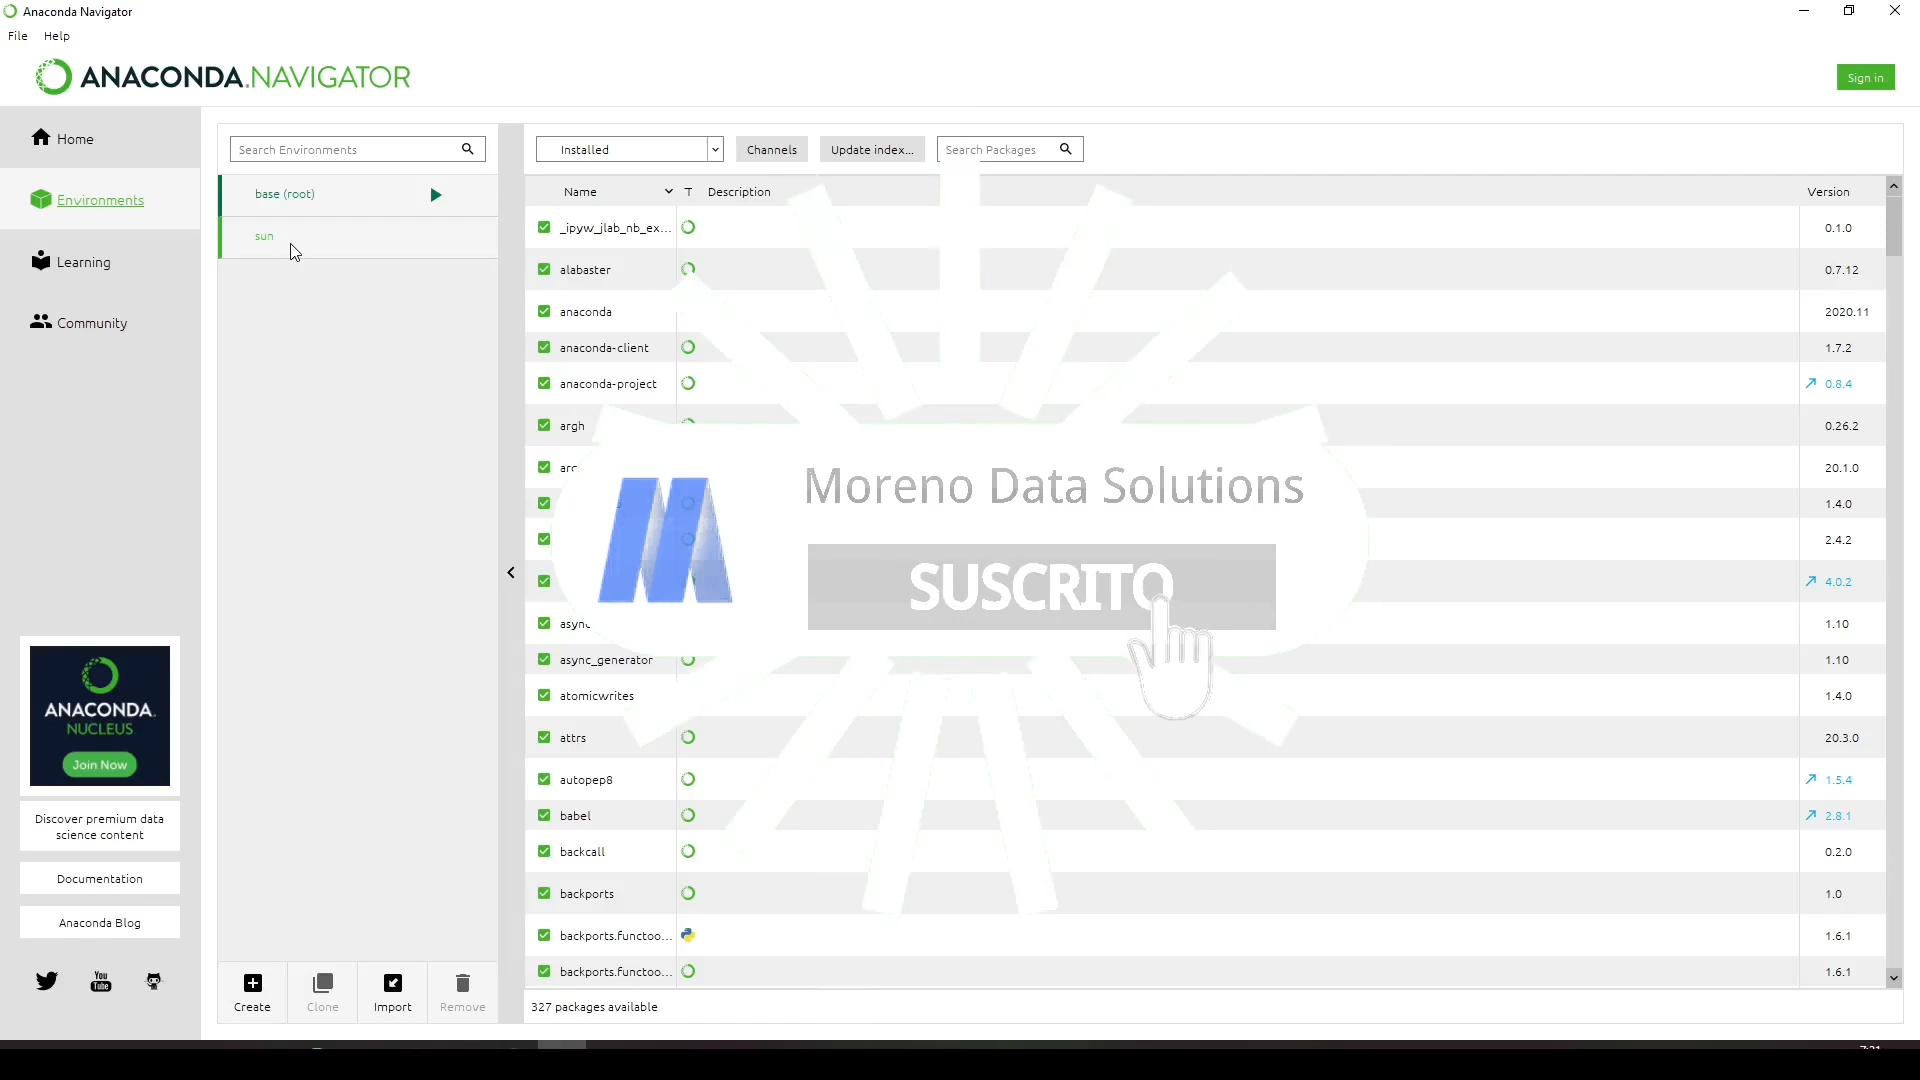 Anaconda Navigator
File Help
ANACONDA.NAVIGATOR
Sign in
Home
Environments
Learning
Community
ANACONDA.
NUCLEUS
Join Now
Discover premium data
science content
Documentation
Anaconda Blog
You
Tube
Search Environments
base (root)
sun
Create
Clone
Import
Remove
Installed
Channels
Update index...
Search Packages
Name T Description Version
_ipyw_jlab_nb_ex... 0.1.0
alabaster 0.7.12
anaconda 2020.11
anaconda-client 1.7.2
anaconda-project 0.8.4
argh 0.26.2
20.1.0
1.4.0
2.4.2
4.0.2
1.10
async_generator 1.10
atomicwrites 1.4.0
attrs 20.3.0
autopep8 1.5.4
babel 2.8.1
backcall 0.2.0
backports 1.0
backports.functoo... 1.6.1
backports.functoo... 1.6.1
327 packages available
Moreno Data Solutions
SUSCRITO